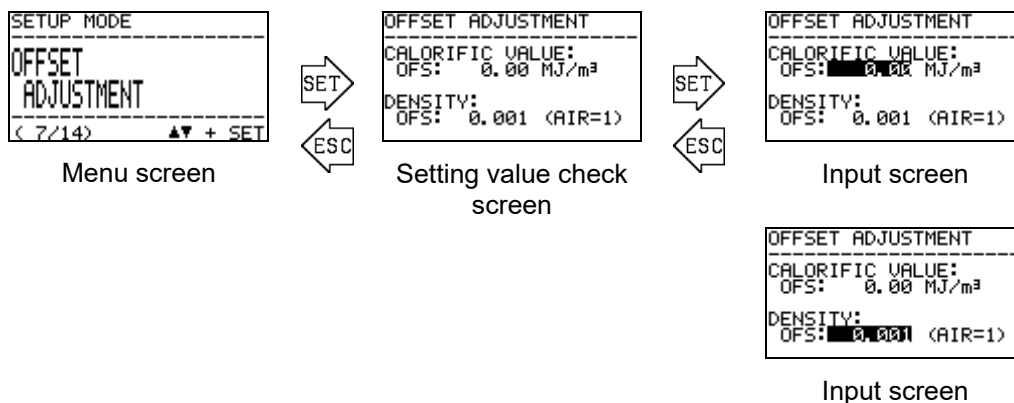 SETUP MODE
OFFSET
ADJUSTMENT
( 7/14) ▲▼ + SET
Menu screen
SET
ESC
OFFSET ADJUSTMENT
CALORIFIC VALUE:
OFS: 0.00 MJ/m³
DENSITY:
OFS: 0.001 (AIR=1)
Setting value check
screen
SET
ESC
OFFSET ADJUSTMENT
CALORIFIC VALUE:
OFS: 0.00 MJ/m³
DENSITY:
OFS: 0.001 (AIR=1)
Input screen
OFFSET ADJUSTMENT
CALORIFIC VALUE:
OFS: 0.00 MJ/m³
DENSITY:
OFS: 0.001 (AIR=1)
Input screen